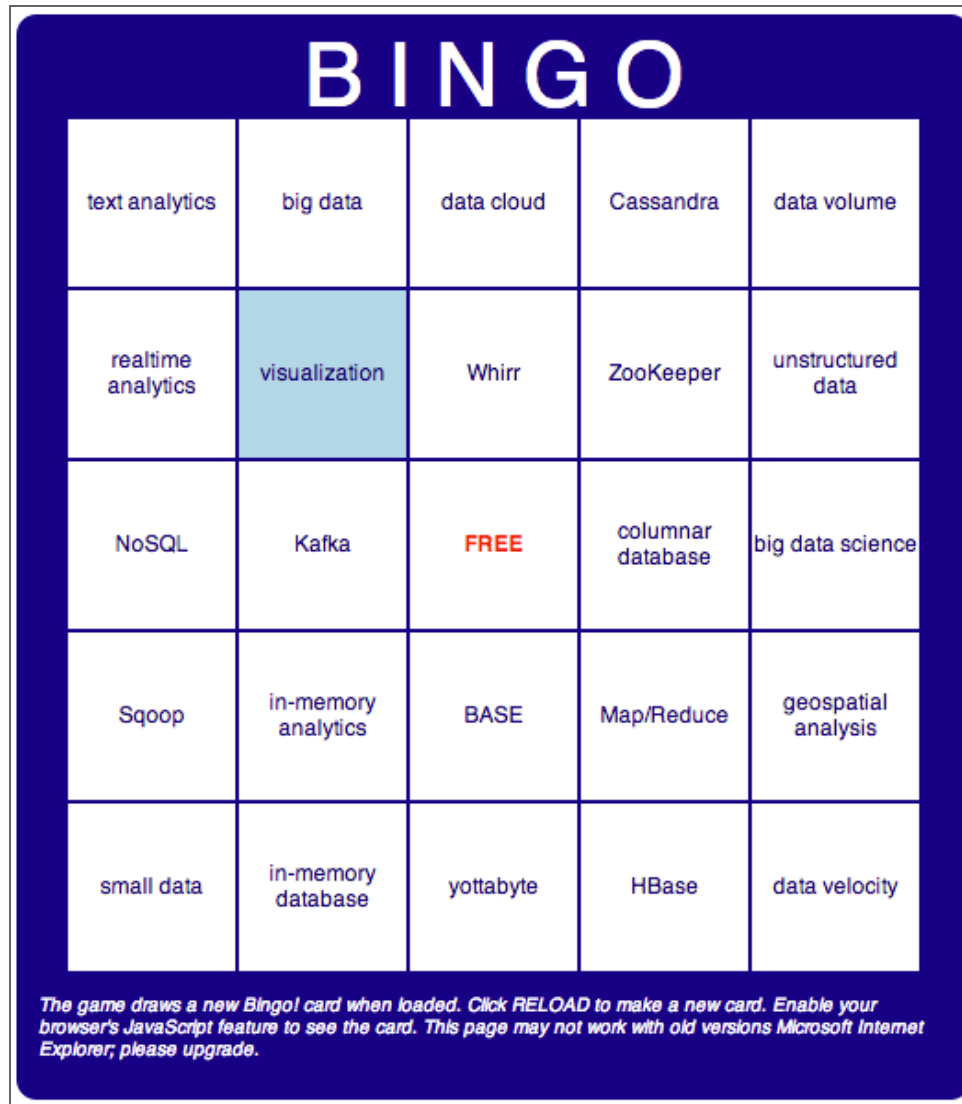 BINGO
text analytics
big data
data cloud
Cassandra
data volume
realtime
analytics
visualization
Whirr
ZooKeeper
unstructured
data
NoSQL
Kafka
FREE
columnar
database
big data science
Sqoop
in-memory
analytics
BASE
Map/Reduce
geospatial
analysis
small data
in-memory
database
yottabyte
HBase
data velocity
The game draws a new Bingo! card when loaded. Click RELOAD to make a new card. Enable your
browser's JavaScript feature to see the card. This page may not work with old versions Microsoft Internet
Explorer; please upgrade.